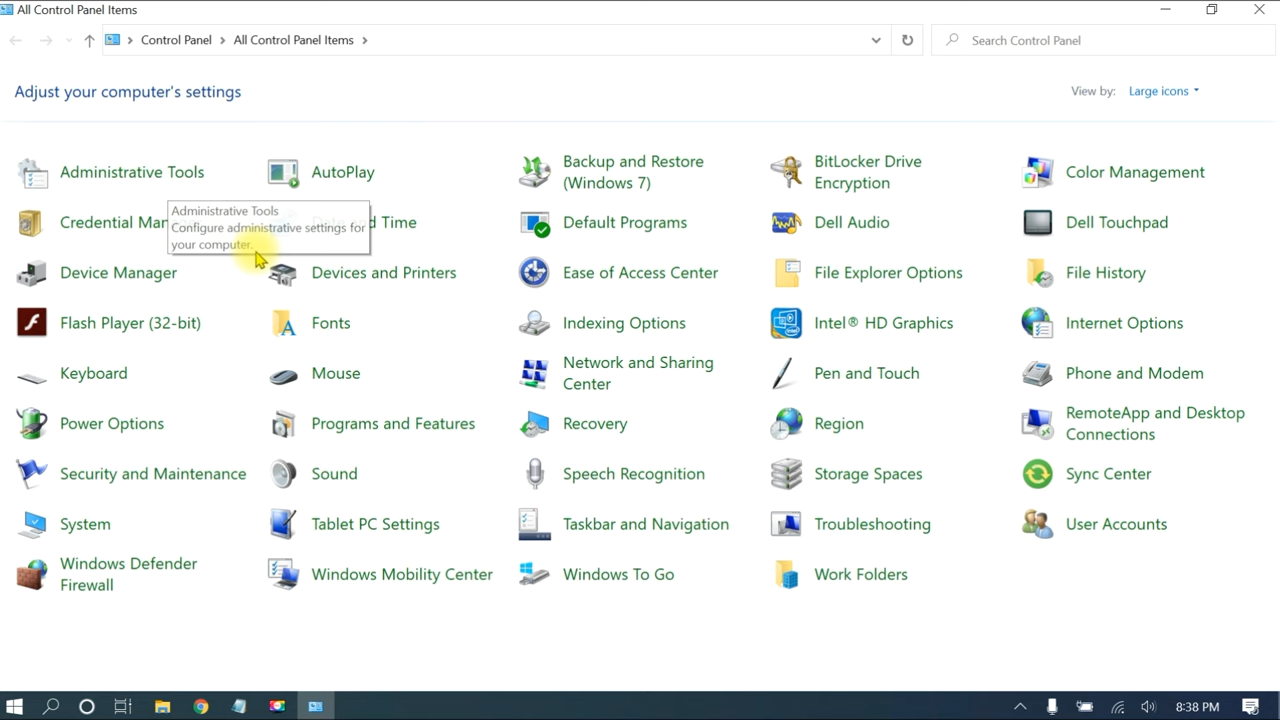 All Control Panel Items
Control Panel > All Control Panel Items >
Search Control Panel
Adjust your computer's settings
View by: Large icons
Administrative Tools
AutoPlay
Backup and Restore
(Windows 7)
BitLocker Drive
Encryption
Color Management
Administrative Tools
Configure administrative settings for
your computer.
Credential Man
and Time
Default Programs
Dell Audio
Dell Touchpad
Device Manager
Devices and Printers
Ease of Access Center
File Explorer Options
File History
Flash Player (32-bit)
Fonts
Indexing Options
Intel® HD Graphics
Internet Options
Keyboard
Mouse
Network and Sharing
Center
Pen and Touch
Phone and Modem
Power Options
Programs and Features
Recovery
Region
RemoteApp and Desktop
Connections
Security and Maintenance
Sound
Speech Recognition
Storage Spaces
Sync Center
System
Tablet PC Settings
Taskbar and Navigation
Troubleshooting
User Accounts
Windows Defender
Firewall
Windows Mobility Center
Windows To Go
Work Folders
8:38 PM